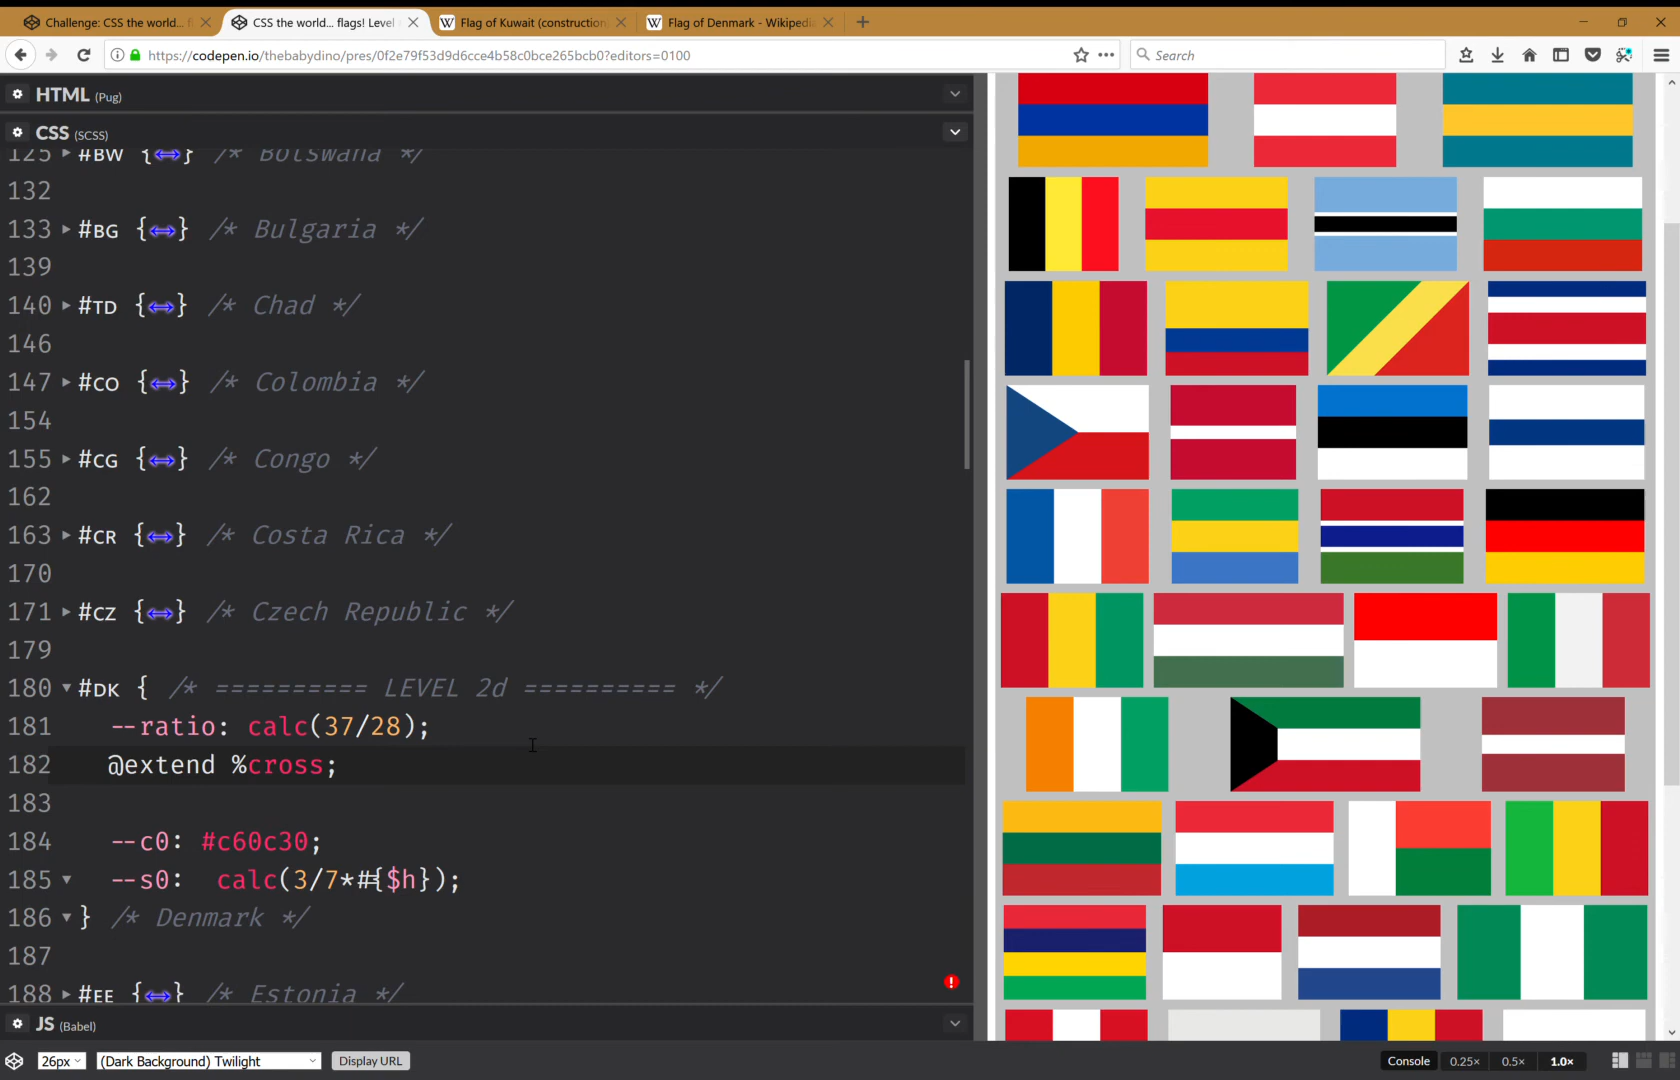 Challenge: CSS the world... f
CSS the world... flags! Level
W Flag of Kuwait (construction
W Flag of Denmark - Wikipedia
https://codepen.io/thebabydino/pres/0f2e79f53d9d6cce4b58c0bce265bcb0?editors=0100
Search
HTML (Pug)
CSS (SCSS)
125 #BW {↔} /* Botswana */
132
133 #BG {↔} /* Bulgaria */
139
140 #TD {↔} /* Chad */
146
147 #CO {↔} /* Colombia */
154
155 #CG {↔} /* Congo */
162
163 #CR {↔} /* Costa Rica */
170
171 #CZ {↔} /* Czech Republic */
179
180 #DK { /* ========== LEVEL 2d ========== */
181 --ratio: calc(37/28);
182 @extend %cross;
183
184 --c0: #c60c30;
185 --s0: calc(3/7*#{$h});
186 } /* Denmark */
187
188 #EE {↔} /* Estonia */
JS (Babel)
26px (Dark Background) Twilight Display URL Console 0.25× 0.5× 1.0×